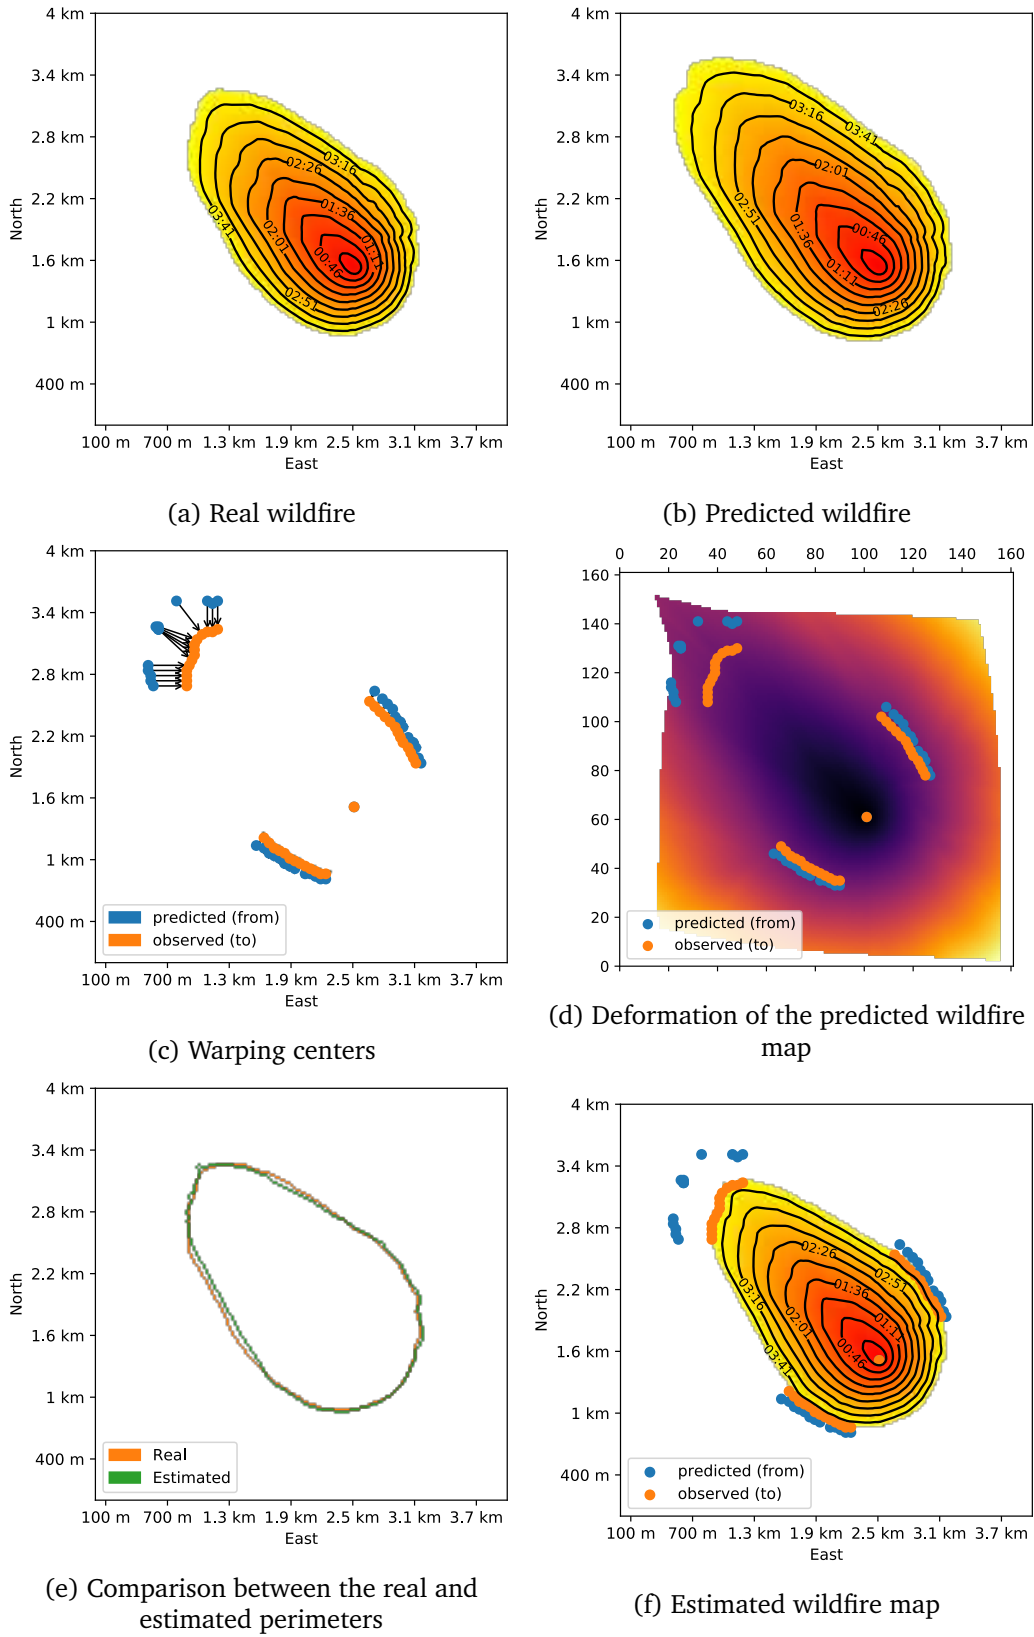 4 km
3.4 km
2.8 km
2.2 km
1.6 km
1 km
400 m
North
03:16
02:26
01:36
03:41
02:01
01:11
00:46
02:51
100 m 700 m 1.3 km 1.9 km 2.5 km 3.1 km 3.7 km
East
(a) Real wildfire
4 km
3.4 km
2.8 km
2.2 km
1.6 km
1 km
400 m
North
03:16
03:41
02:01
02:51
01:36
00:46
01:11
02:26
100 m 700 m 1.3 km 1.9 km 2.5 km 3.1 km 3.7 km
East
(b) Predicted wildfire
4 km
3.4 km
2.8 km
2.2 km
1.6 km
1 km
400 m
North
predicted (from)
observed (to)
100 m 700 m 1.3 km 1.9 km 2.5 km 3.1 km 3.7 km
East
(c) Warping centers
0 20 40 60 80 100 120 140 160
160
140
120
100
80
60
40
20
0
predicted (from)
observed (to)
(d) Deformation of the predicted wildfire
map
4 km
3.4 km
2.8 km
2.2 km
1.6 km
1 km
400 m
North
Real
Estimated
100 m 700 m 1.3 km 1.9 km 2.5 km 3.1 km 3.7 km
East
(e) Comparison between the real and
estimated perimeters
4 km
3.4 km
2.8 km
2.2 km
1.6 km
1 km
400 m
North
02:26
02:51
01:36
03:16
02:01
01:11
00:46
03:41
predicted (from)
observed (to)
100 m 700 m 1.3 km 1.9 km 2.5 km 3.1 km 3.7 km
East
(f) Estimated wildfire map